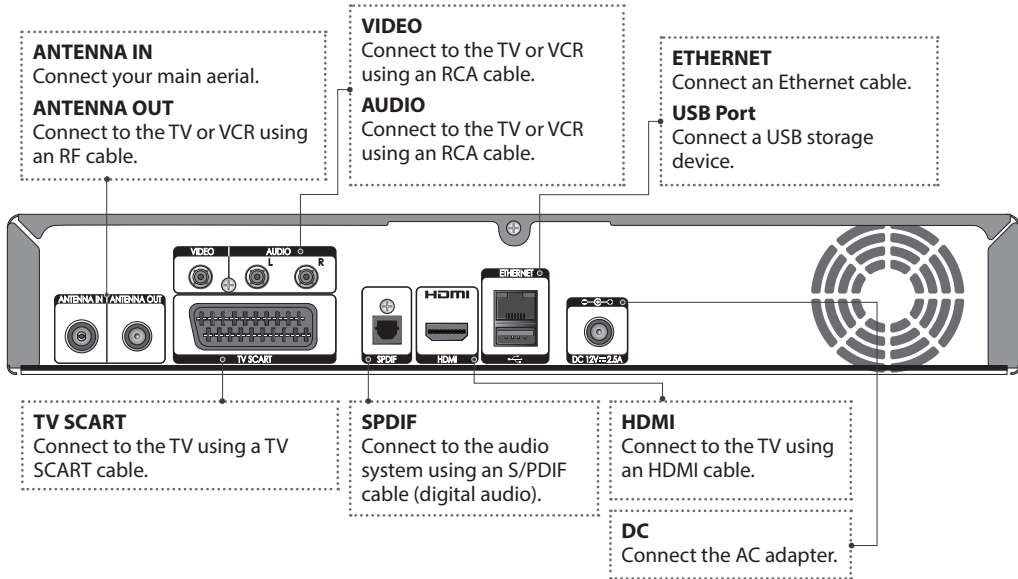 ANTENNA IN
Connect your main aerial.
ANTENNA OUT
Connect to the TV or VCR using
an RF cable.
VIDEO
Connect to the TV or VCR
using an RCA cable.
AUDIO
Connect to the TV or VCR
using an RCA cable.
ETHERNET
Connect an Ethernet cable.
USB Port
Connect a USB storage
device.
VIDEO
AUDIO
L
R
ETHERNET
ANTENNA IN
ANTENNA OUT
HDMI
TV SCART
SPDIF
HDMI
DC 12V⎓2.5A
TV SCART
Connect to the TV using a TV
SCART cable.
SPDIF
Connect to the audio
system using an S/PDIF
cable (digital audio).
HDMI
Connect to the TV using
an HDMI cable.
DC
Connect the AC adapter.